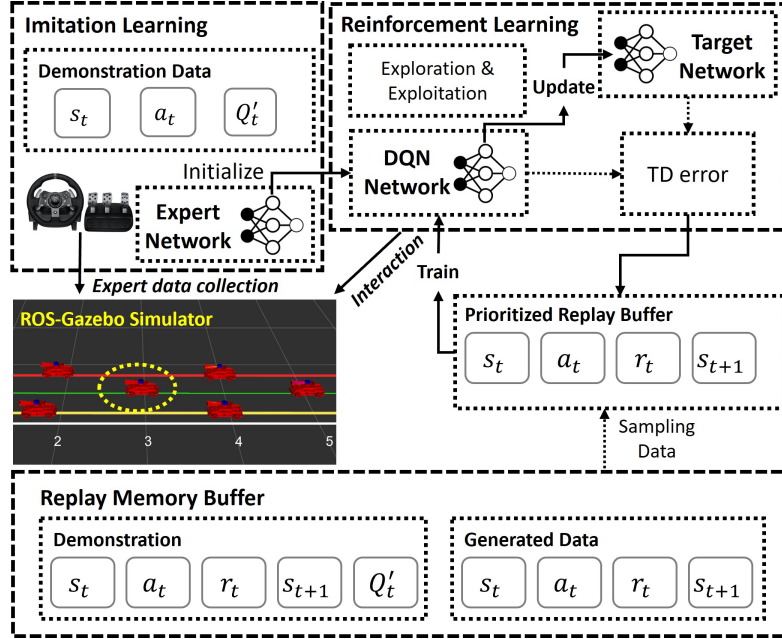 Imitation Learning
Demonstration Data
s_t a_t Q'_t
Initialize
Expert
Network
Reinforcement Learning
Exploration &
Exploitation
Update
Target
Network
DQN
Network
TD error
Expert data collection
Interaction
Train
ROS-Gazebo Simulator
2 3 4 5
Prioritized Replay Buffer
s_t a_t r_t s_{t+1}
Sampling
Data
Replay Memory Buffer
Demonstration
s_t a_t r_t s_{t+1} Q'_t
Generated Data
s_t a_t r_t s_{t+1}